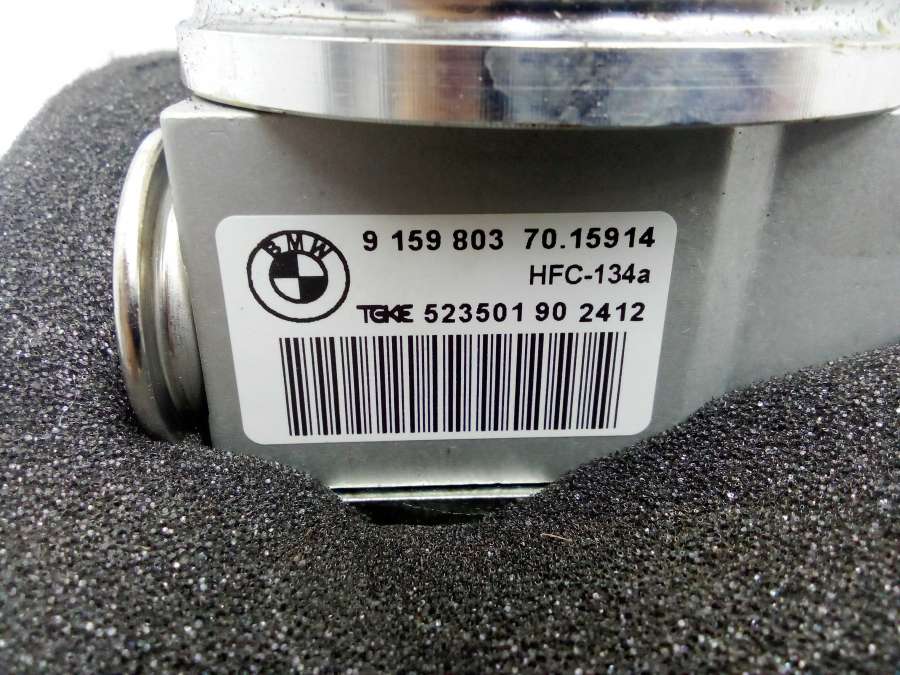 BMW
9 159 803 70.15914
HFC-134a
TGKE 523501 90 2412